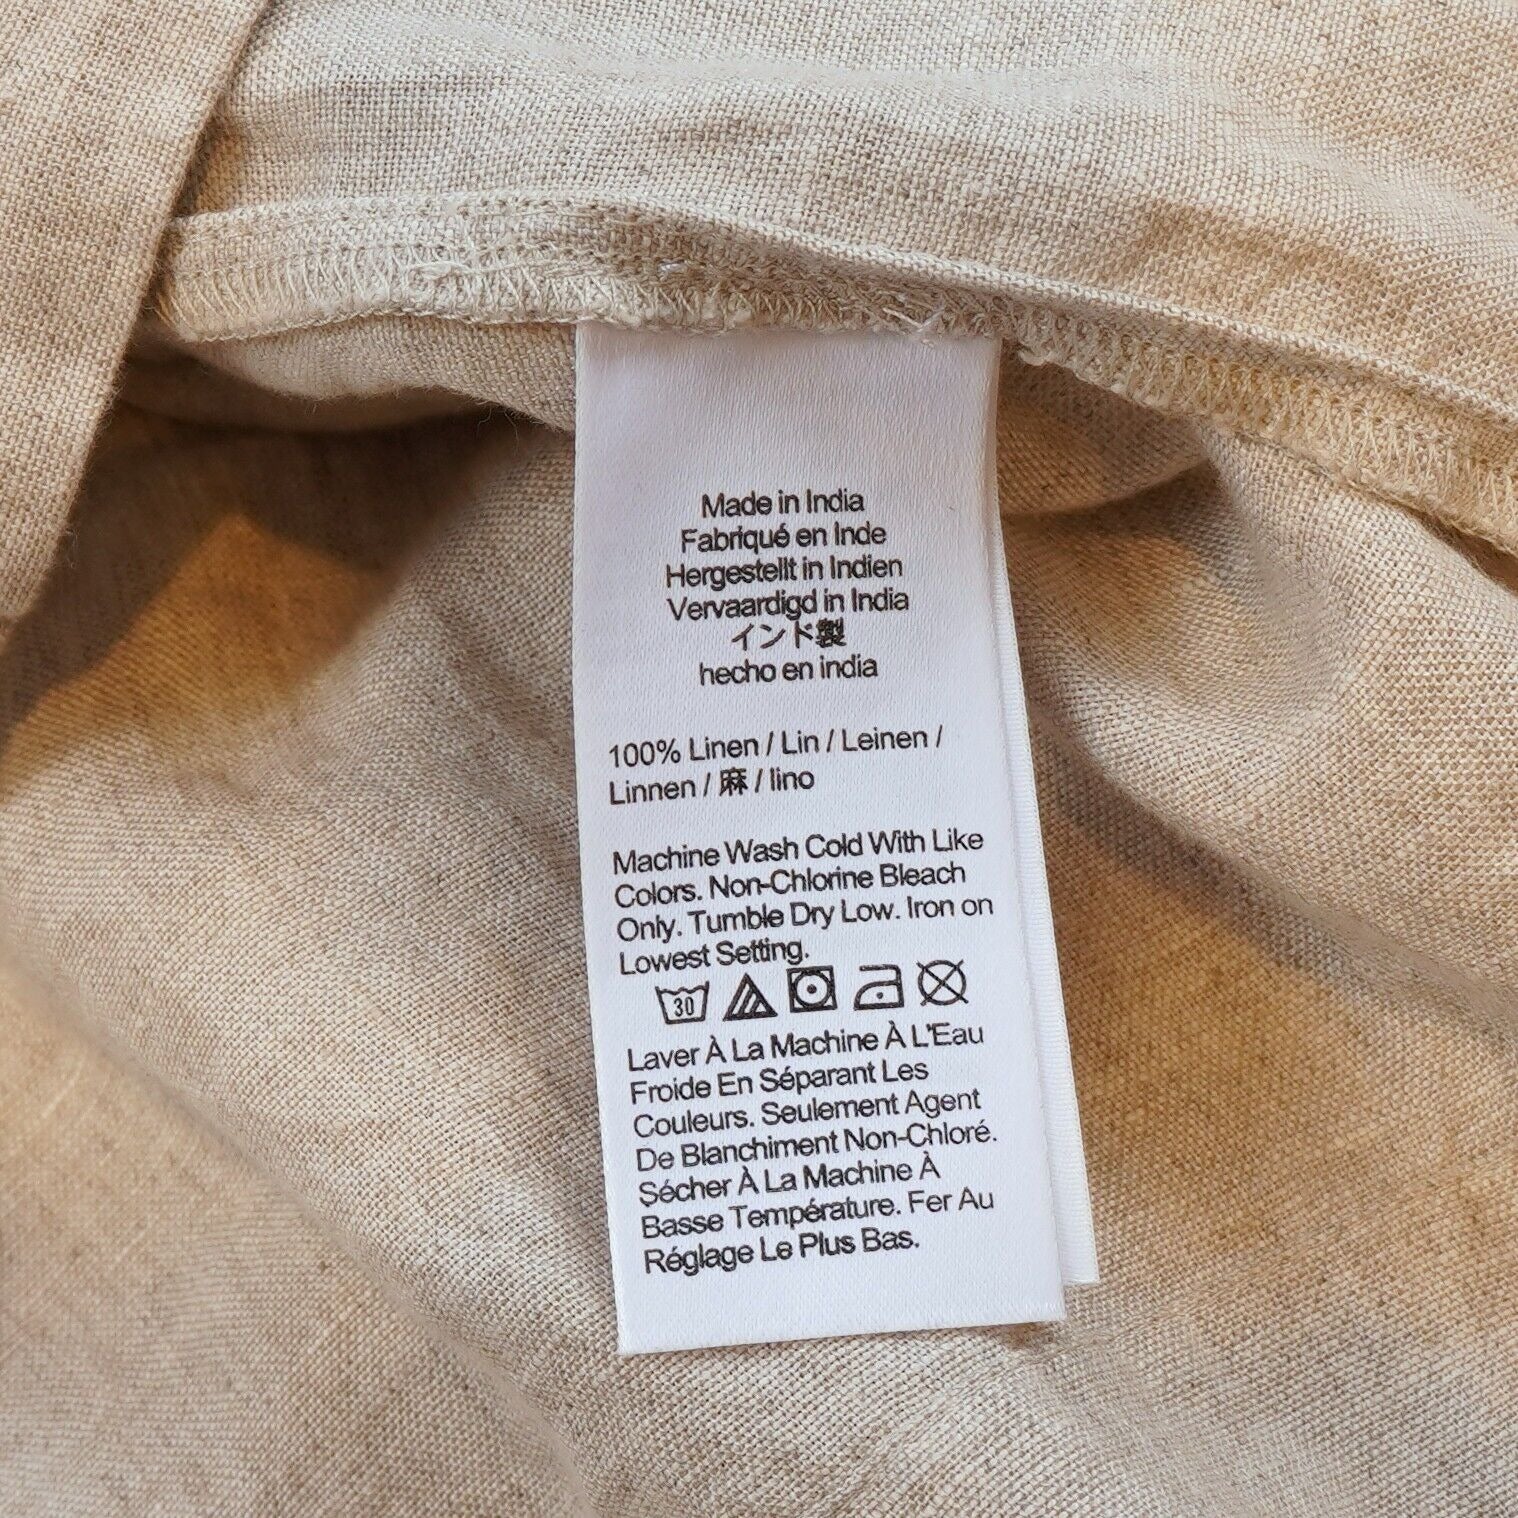 Made in India
Fabriqué en Inde
Hergestellt in Indien
Vervaardigd in India
インド製
hecho en india
100% Linen / Lin / Leinen /
Linnen / 麻 / lino
Machine Wash Cold With Like
Colors. Non-Chlorine Bleach
Only. Tumble Dry Low. Iron on
Lowest Setting.
30
Laver À La Machine À L'Eau
Froide En Séparant Les
Couleurs. Seulement Agent
De Blanchiment Non-Chloré.
Sécher À La Machine À
Basse Température. Fer Au
Réglage Le Plus Bas.